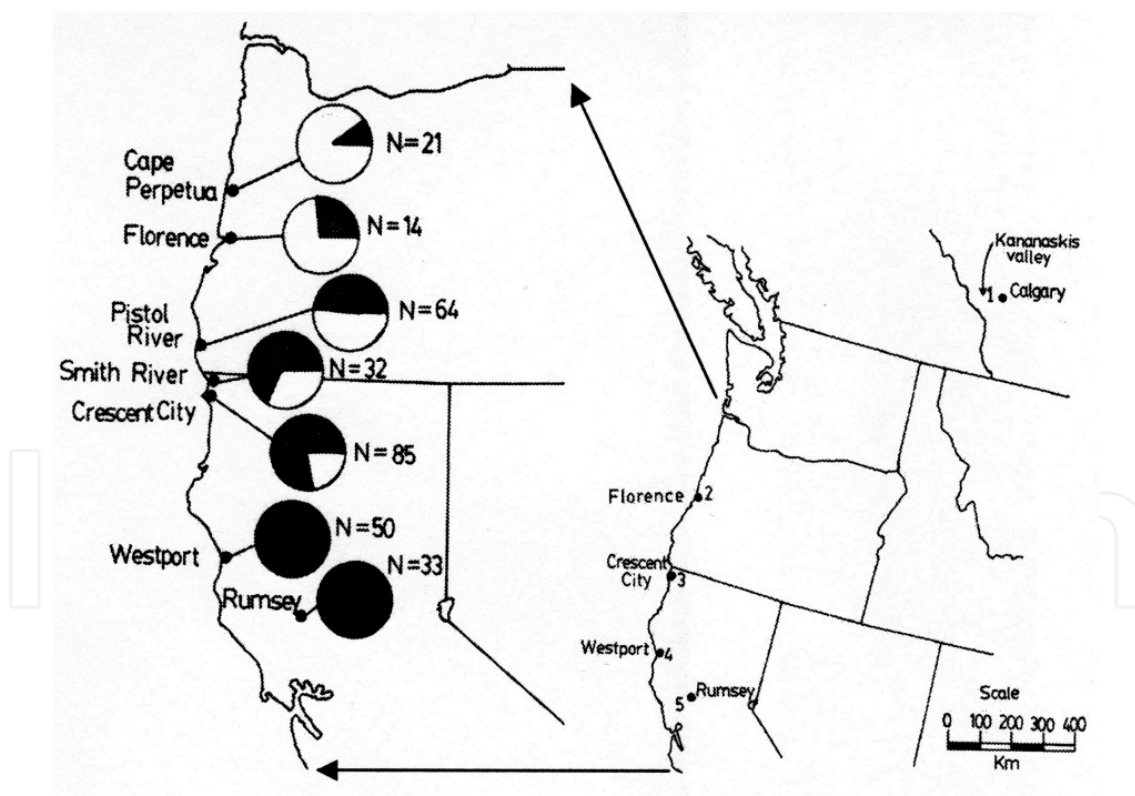 Cape
Perpetua
N=21
Florence
N=14
Pistol
River
N=64
Smith River
N=32
Crescent City
N=85
Westport
N=50
Rumsey
N=33
Kananaskis
valley
1 Calgary
Florence 2
Crescent
City 3
Westport 4
5 Rumsey
Scale
0 100 200 300 400
Km